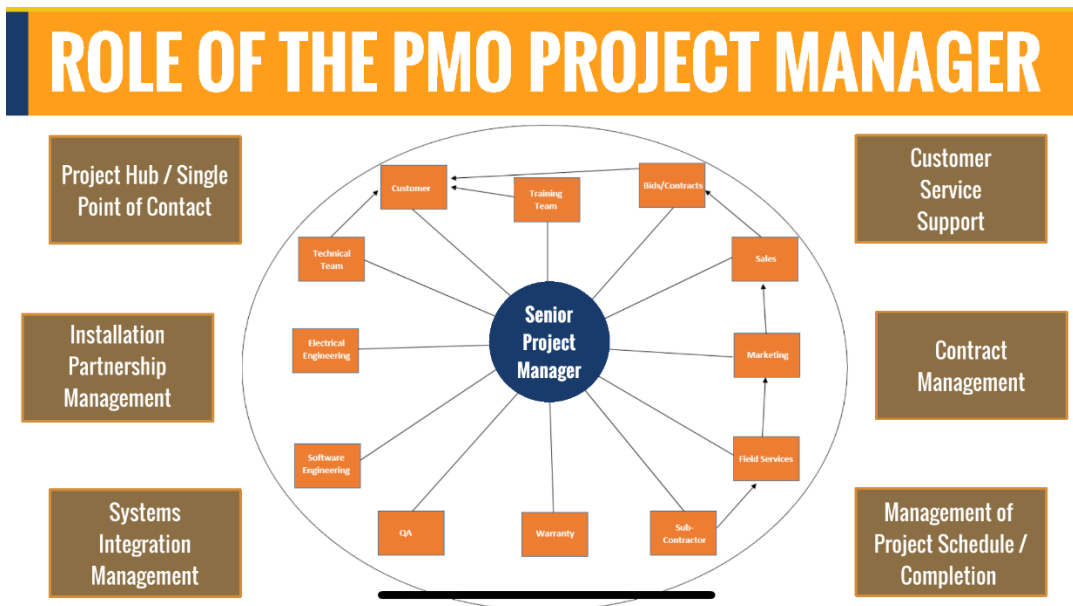 ROLE OF THE PMO PROJECT MANAGER
Project Hub / Single
Point of Contact
Installation
Partnership
Management
Systems
Integration
Management
Customer
Training
Team
Bids/Contracts
Technical
Team
Sales
Electrical
Engineering
Senior
Project
Manager
Marketing
Software
Engineering
Field Services
QA
Warranty
Sub-
Contractor
Customer
Service
Support
Contract
Management
Management of
Project Schedule /
Completion